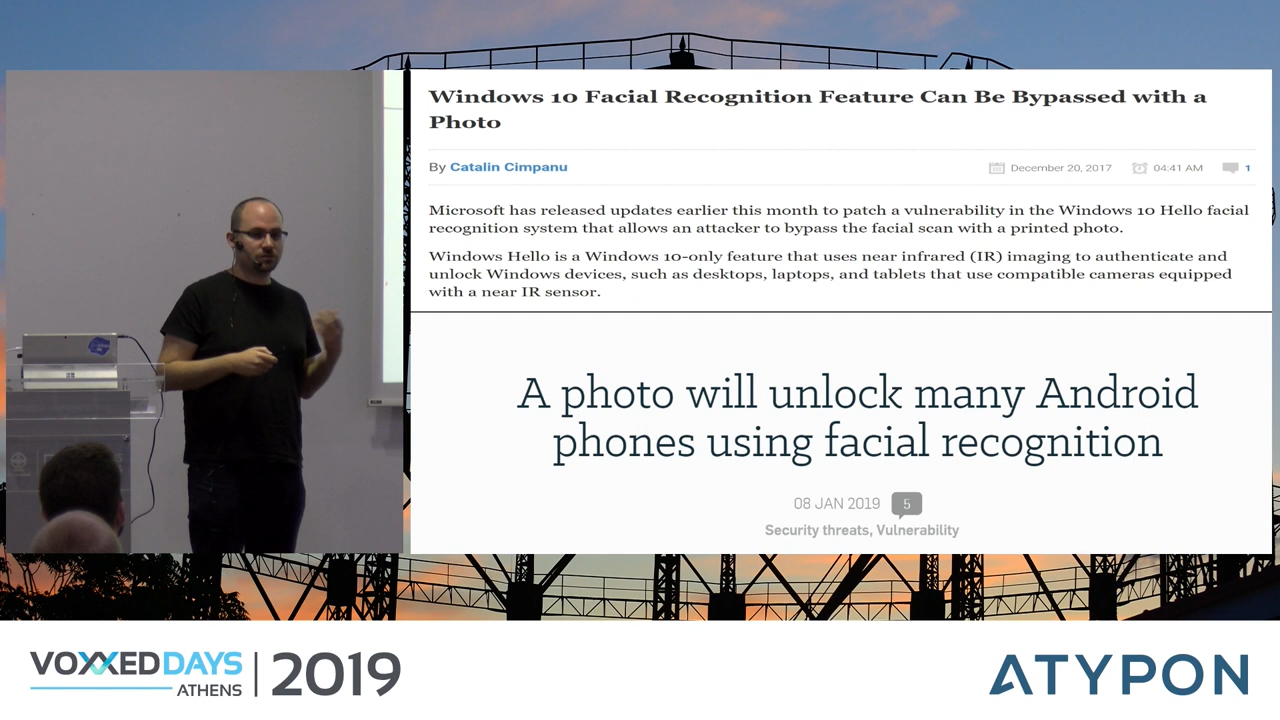 Windows 10 Facial Recognition Feature Can Be Bypassed with a
Photo
By Catalin Cimpanu
December 20, 2017
04:41 AM
1
Microsoft has released updates earlier this month to patch a vulnerability in the Windows 10 Hello facial
recognition system that allows an attacker to bypass the facial scan with a printed photo.
Windows Hello is a Windows 10-only feature that uses near infrared (IR) imaging to authenticate and
unlock Windows devices, such as desktops, laptops, and tablets that use compatible cameras equipped
with a near IR sensor.
A photo will unlock many Android
phones using facial recognition
08 JAN 2019
5
Security threats, Vulnerability
VOXXED DAYS
ATHENS
2019
ATYPON